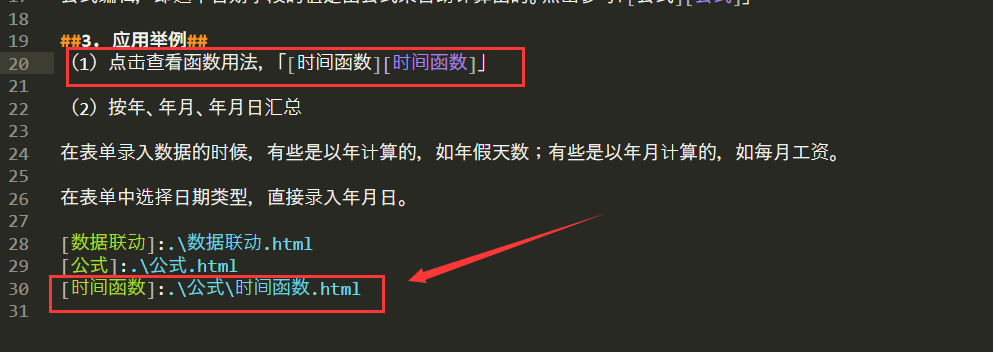 18
19 ##3. 应用举例##
20 （1）点击查看函数用法，「[时间函数][时间函数]」
21
22 （2）按年、年月、年月日汇总
23
24 在表单录入数据的时候，有些是以年计算的，如年假天数；有些是以年月计算的，如每月工资。
25
26 在表单中选择日期类型，直接录入年月日。
27
28 [数据联动]:.\数据联动.html
29 [公式]:.\公式.html
30 [时间函数]:.\公式\时间函数.html
31